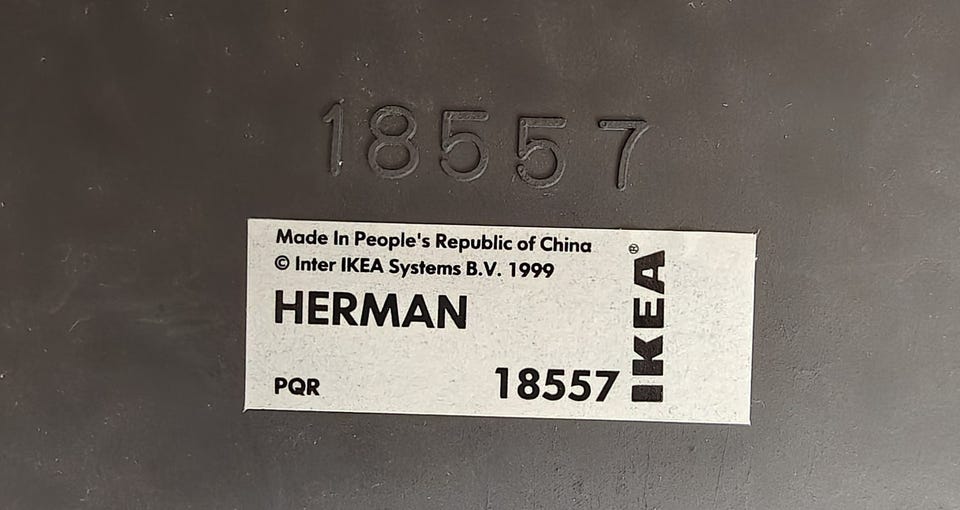 18557
Made In People's Republic of China
© Inter IKEA Systems B.V. 1999
HERMAN
PQR
18557
IKEA®